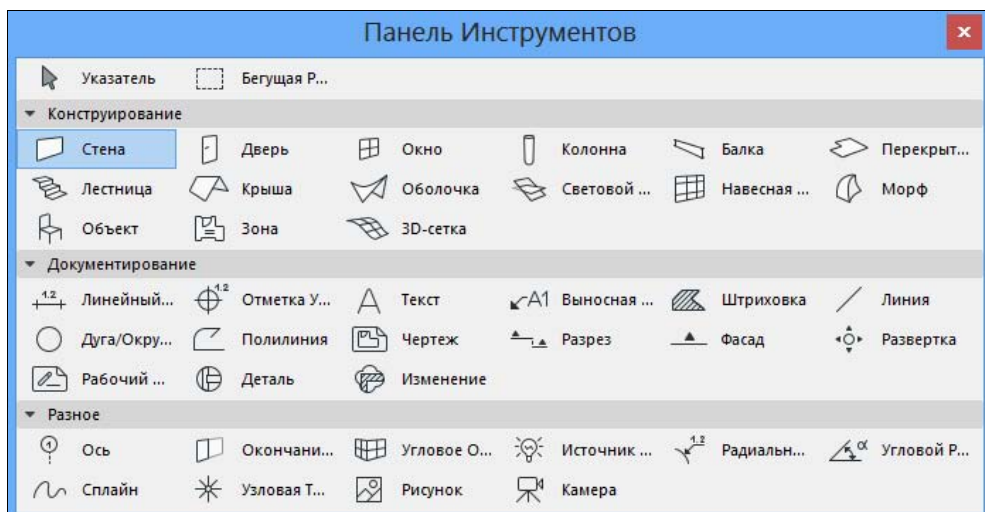 Панель Инструментов
Указатель Бегущая Р...
Конструирование
Стена Дверь Окно Колонна Балка Перекрыт...
Лестница Крыша Оболочка Световой ... Навесная ... Морф
Объект Зона 3D-сетка
Документирование
1.2 Линейный... 1.2 Отметка У... A Текст A1 Выносная ... Штриховка Линия
Дуга/Окру... Полилиния Чертеж Разрез Фасад Развертка
Рабочий ... Деталь Изменение
Разное
1 Ось Окончани... Угловое О... Источник ... 1.2 Радиальн... α Угловой Р...
Сплайн Узловая Т... Рисунок Камера